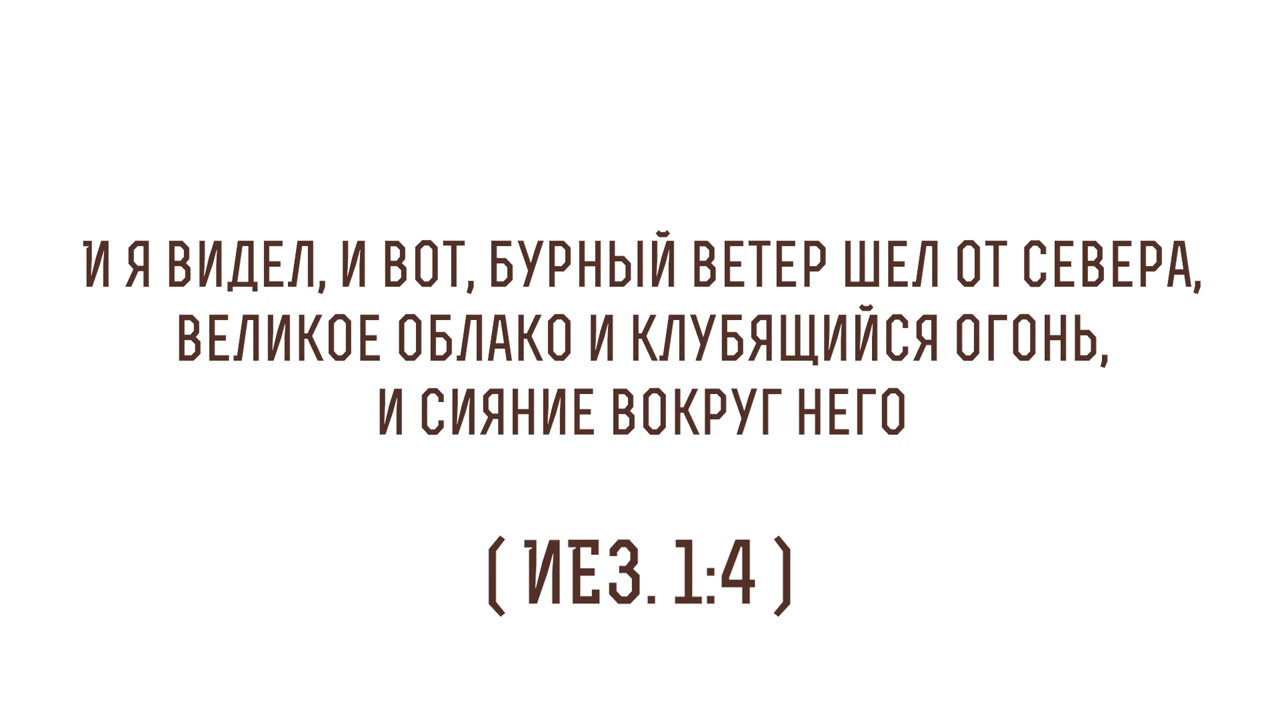 И Я ВИДЕЛ, И ВОТ, БУРНЫЙ ВЕТЕР ШЕЛ ОТ СЕВЕРА,
ВЕЛИКОЕ ОБЛАКО И КЛУБЯЩИЙСЯ ОГОНЬ,
И СИЯНИЕ ВОКРУГ НЕГО
( ИЕЗ. 1:4 )